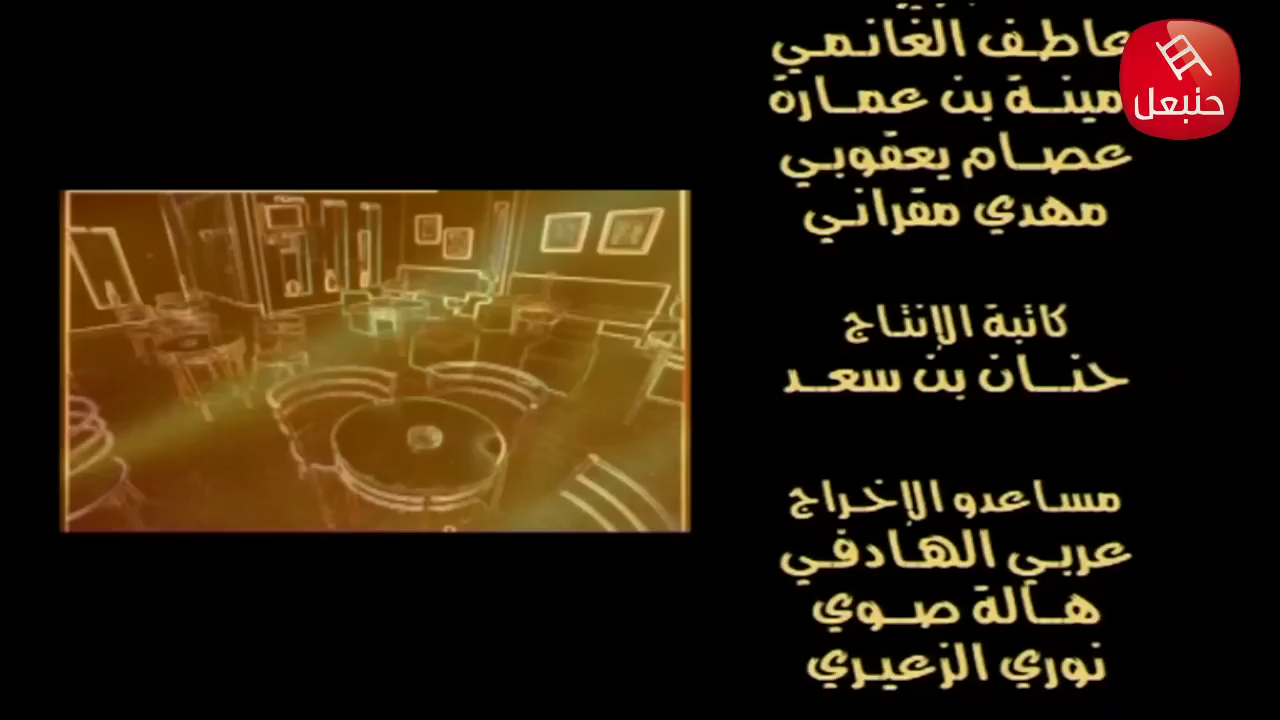 عاطف الغانمي
مينة بن عمارة
عصام يعقوبي
مهدي مقراني
كاتبة الإنتاج
حنان بن سعد
مساعدو الإخراج
عربي الهادفي
هالة صوي
نوري الزعيري
حنبعل